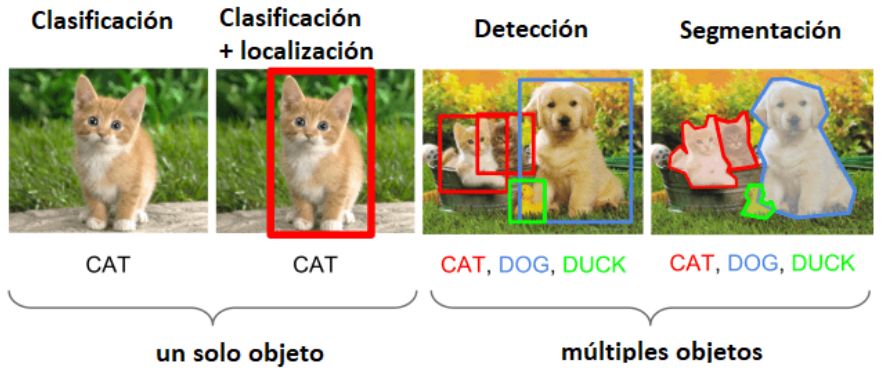 Clasificación
Clasificación
+ localización
Detección
Segmentación
CAT
CAT
CAT, DOG, DUCK
CAT, DOG, DUCK
un solo objeto
múltiples objetos